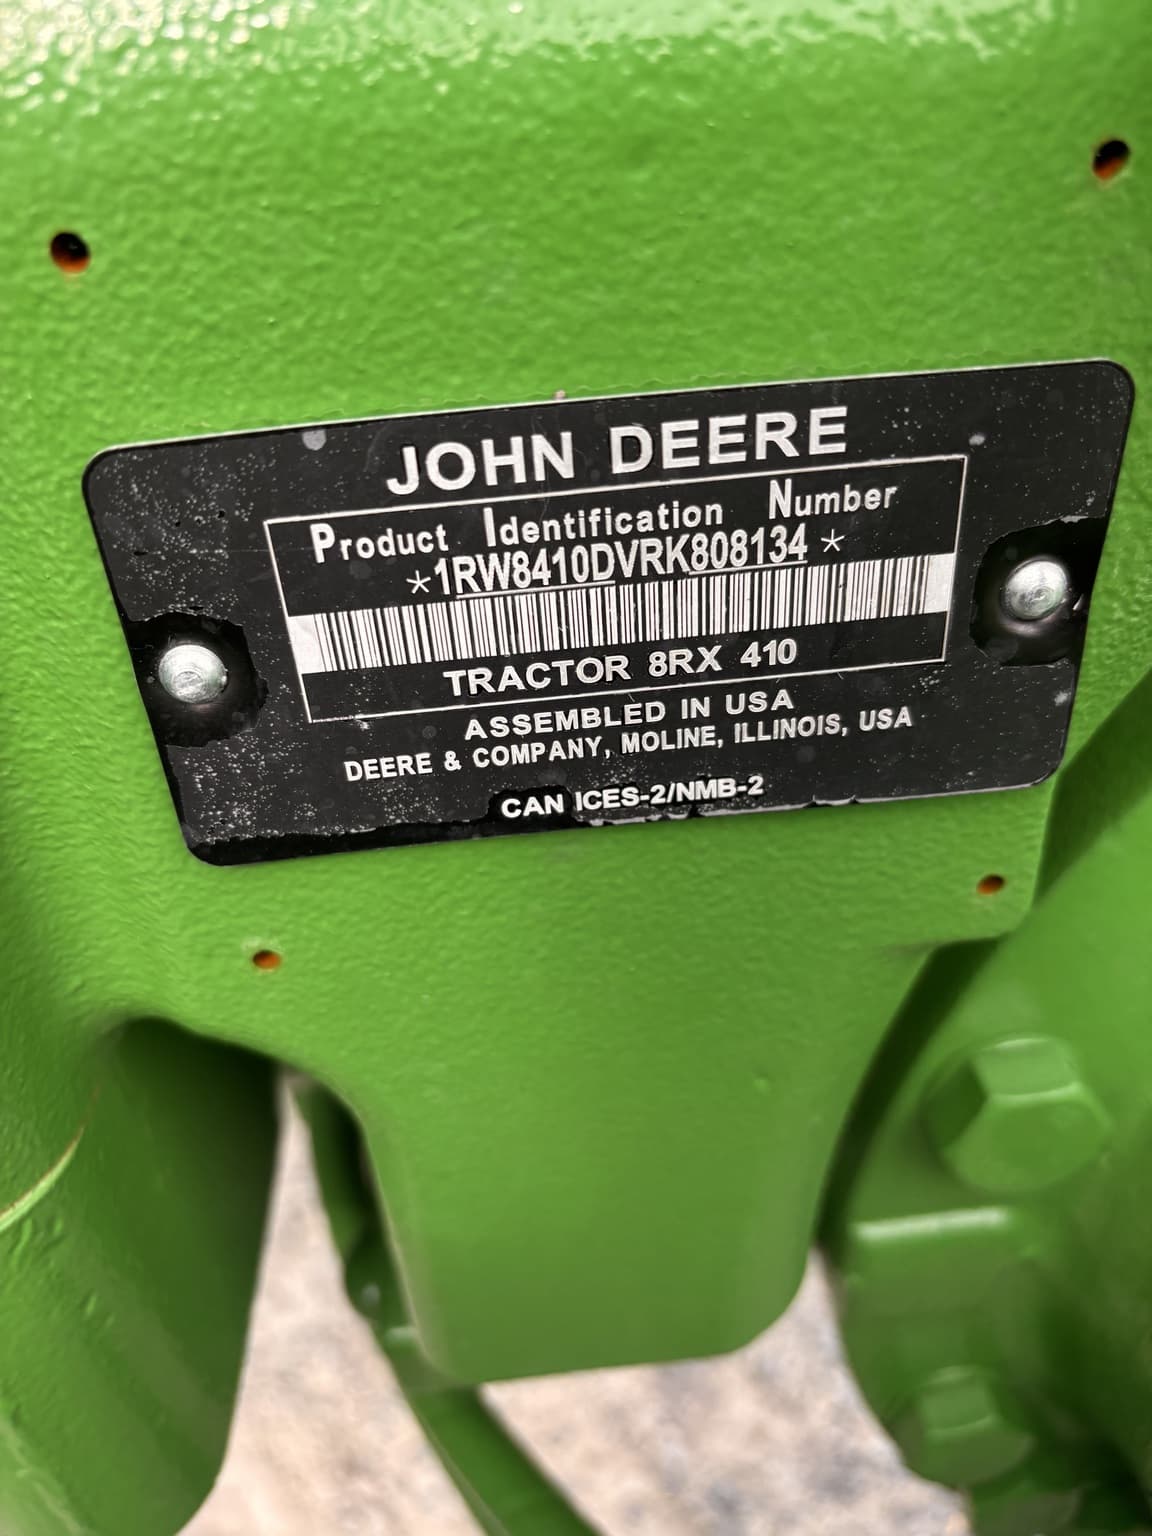 JOHN DEERE
Product Identification Number
*1RW8410DVRK808134*
TRACTOR 8RX 410
ASSEMBLED IN USA
DEERE & COMPANY, MOLINE, ILLINOIS, USA
CAN ICES-2/NMB-2